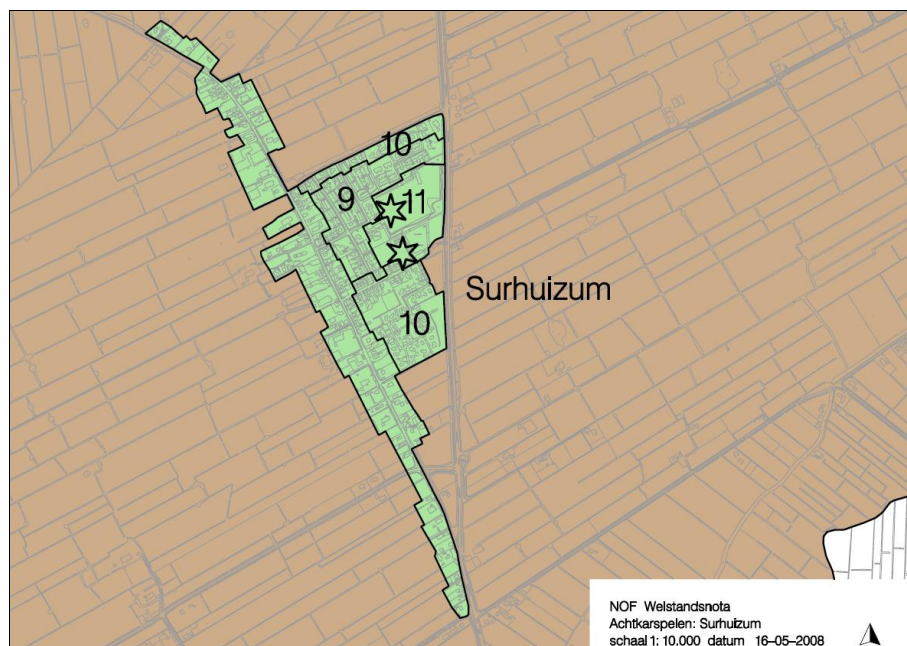 10
9
11
Surhuizum
10
NOF Welstandsnota
Achtkarspelen: Surhuizum
schaal 1: 10.000 datum 16-05-2008